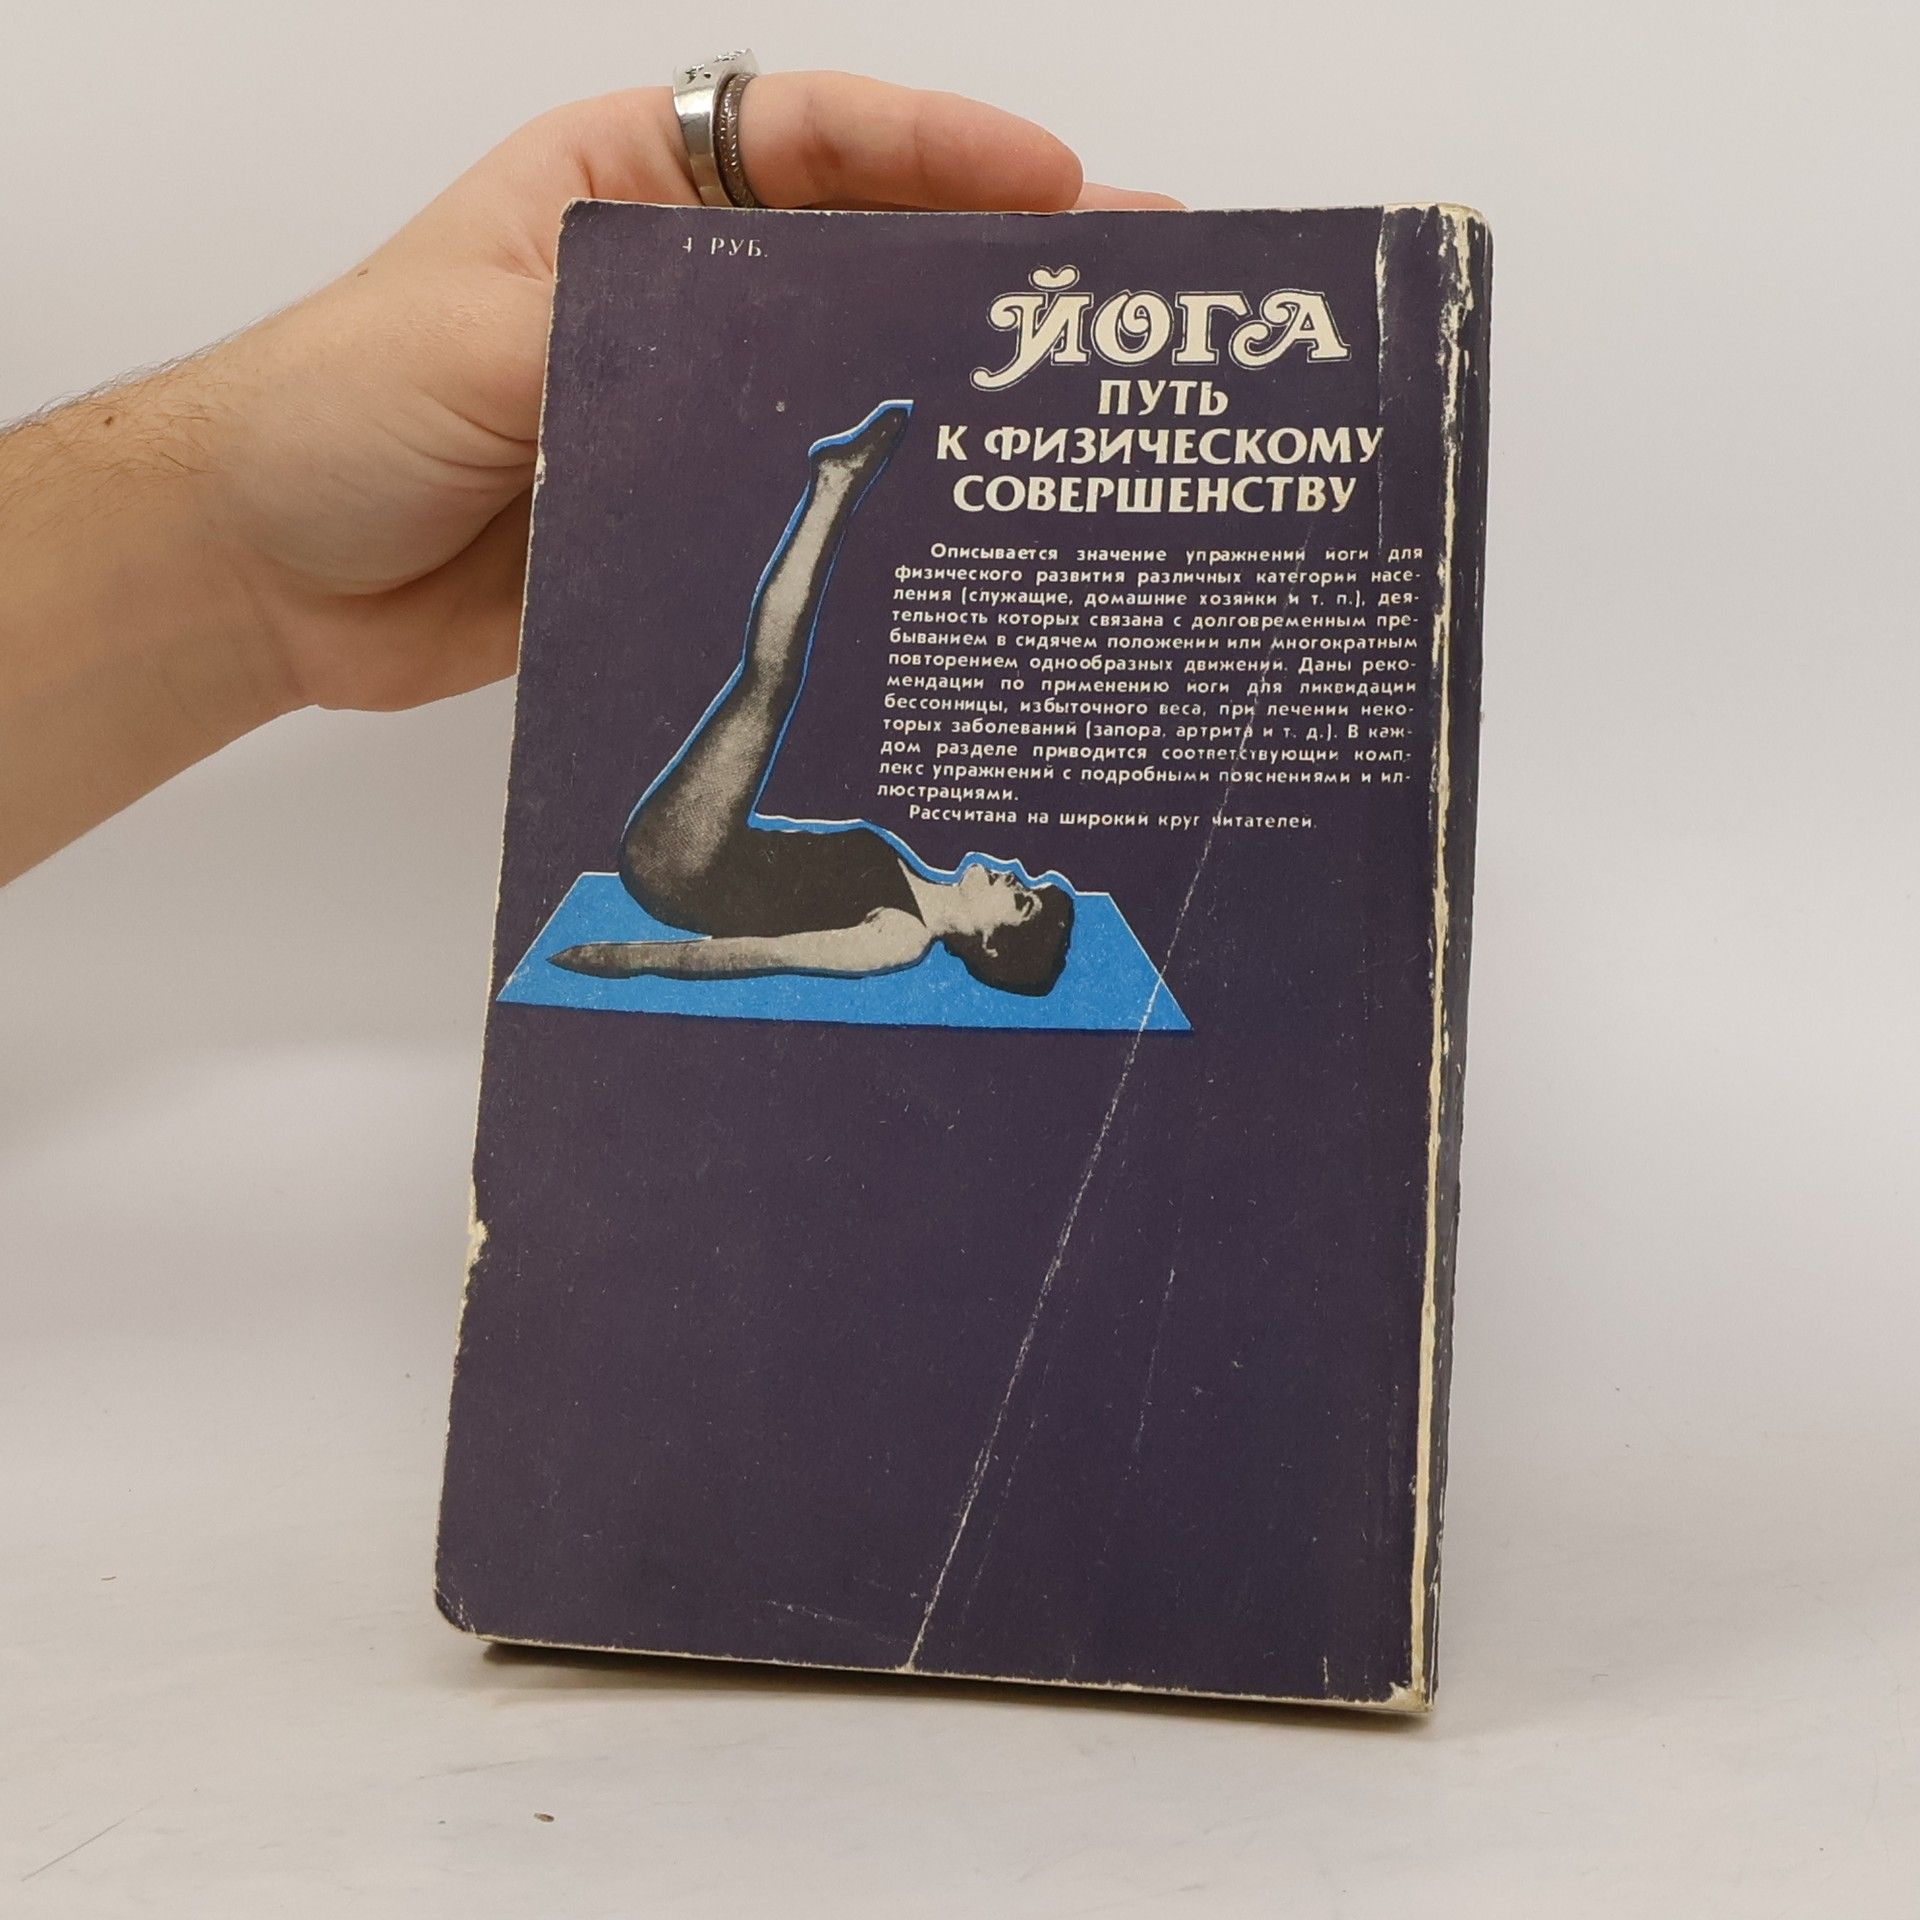 4 РУБ.
ЙОГА
ПУТЬ
К ФИЗИЧЕСКОМУ
СОВЕРШЕНСТВУ
Описывается значение упражнений йоги для
физического развития различных категорий насе-
ления (служащие, домашние хозяйки и т. п.), дея-
тельность которых связана с долговременным пре-
быванием в сидячем положении или многократным
повторением однообразных движений. Даны реко-
мендации по применению йоги для ликвидации
бессонницы, избыточного веса, при лечении неко-
торых заболеваний (запора, артрита и т. д.). В каж-
дом разделе приводится соответствующий комп-
лекс упражнений с подробными пояснениями и ил-
люстрациями.
Рассчитана на широкий круг читателей.